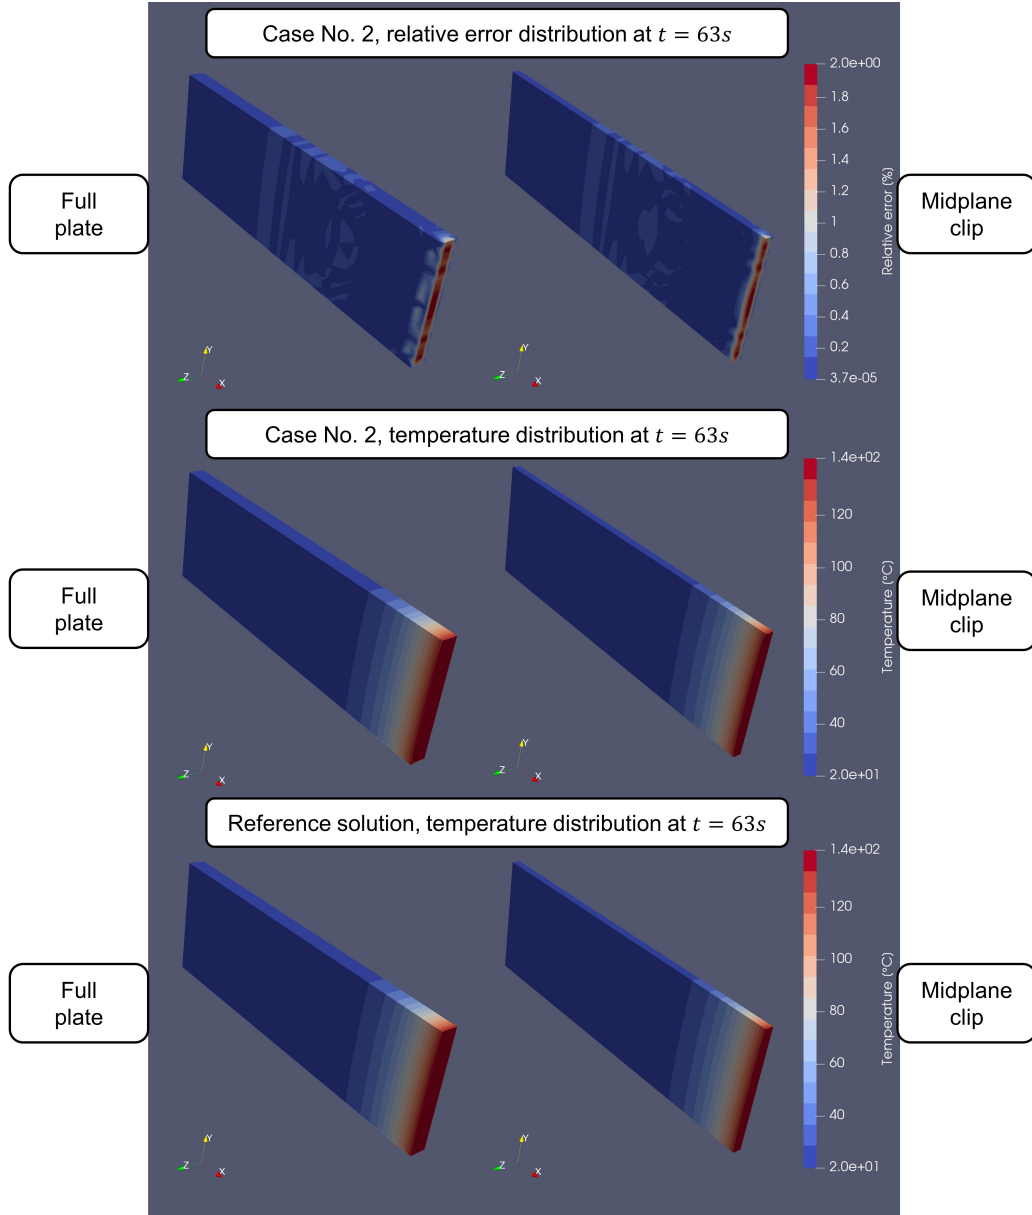 Case No. 2, relative error distribution at t = 63s
Full
plate
Midplane
clip
2.0e+00
1.8
1.6
1.4
1.2
1
0.8
0.6
0.4
0.2
3.7e-05
Relative error (%)
Y
Z
X
Y
Z
X
Case No. 2, temperature distribution at t = 63s
Full
plate
Midplane
clip
1.4e+02
120
100
80
60
40
2.0e+01
Temperature (°C)
Y
Z
X
Y
Z
X
Reference solution, temperature distribution at t = 63s
Full
plate
Midplane
clip
1.4e+02
120
100
80
60
40
2.0e+01
Temperature (°C)
Y
Z
X
Y
Z
X